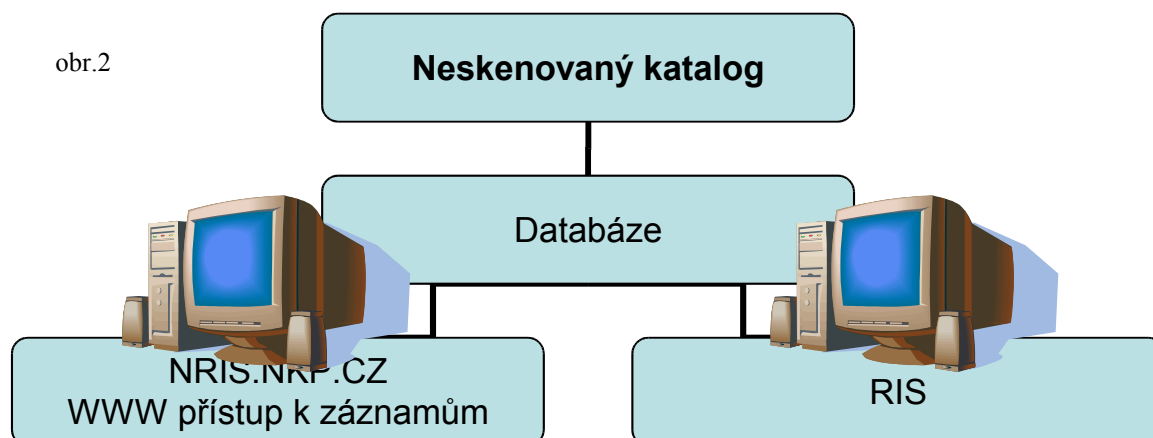 obr.2
Neskenovaný katalog
Databáze
NRIS.NKP.CZ
WWW přístup k záznamům
RIS